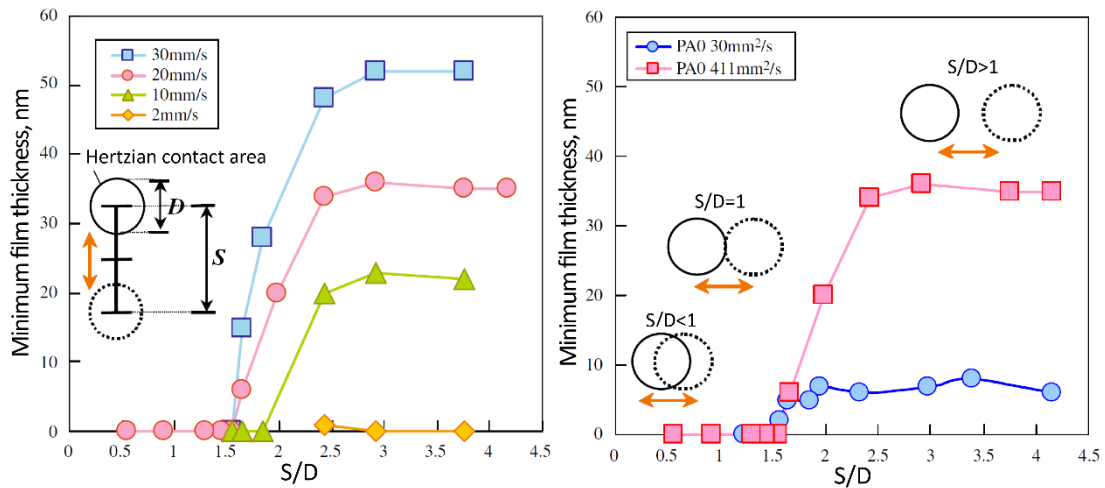 60
50
40
30
20
10
0
Minimum film thickness, nm
30mm/s
20mm/s
10mm/s
2mm/s
Hertzian contact area
D
S
0 0.5 1 1.5 2 2.5 3 3.5 4 4.5
S/D
60
50
40
30
20
10
0
Minimum film thickness, nm
PA0 30mm²/s
PA0 411mm²/s
S/D>1
S/D=1
S/D<1
0 0.5 1 1.5 2 2.5 3 3.5 4 4.5
S/D